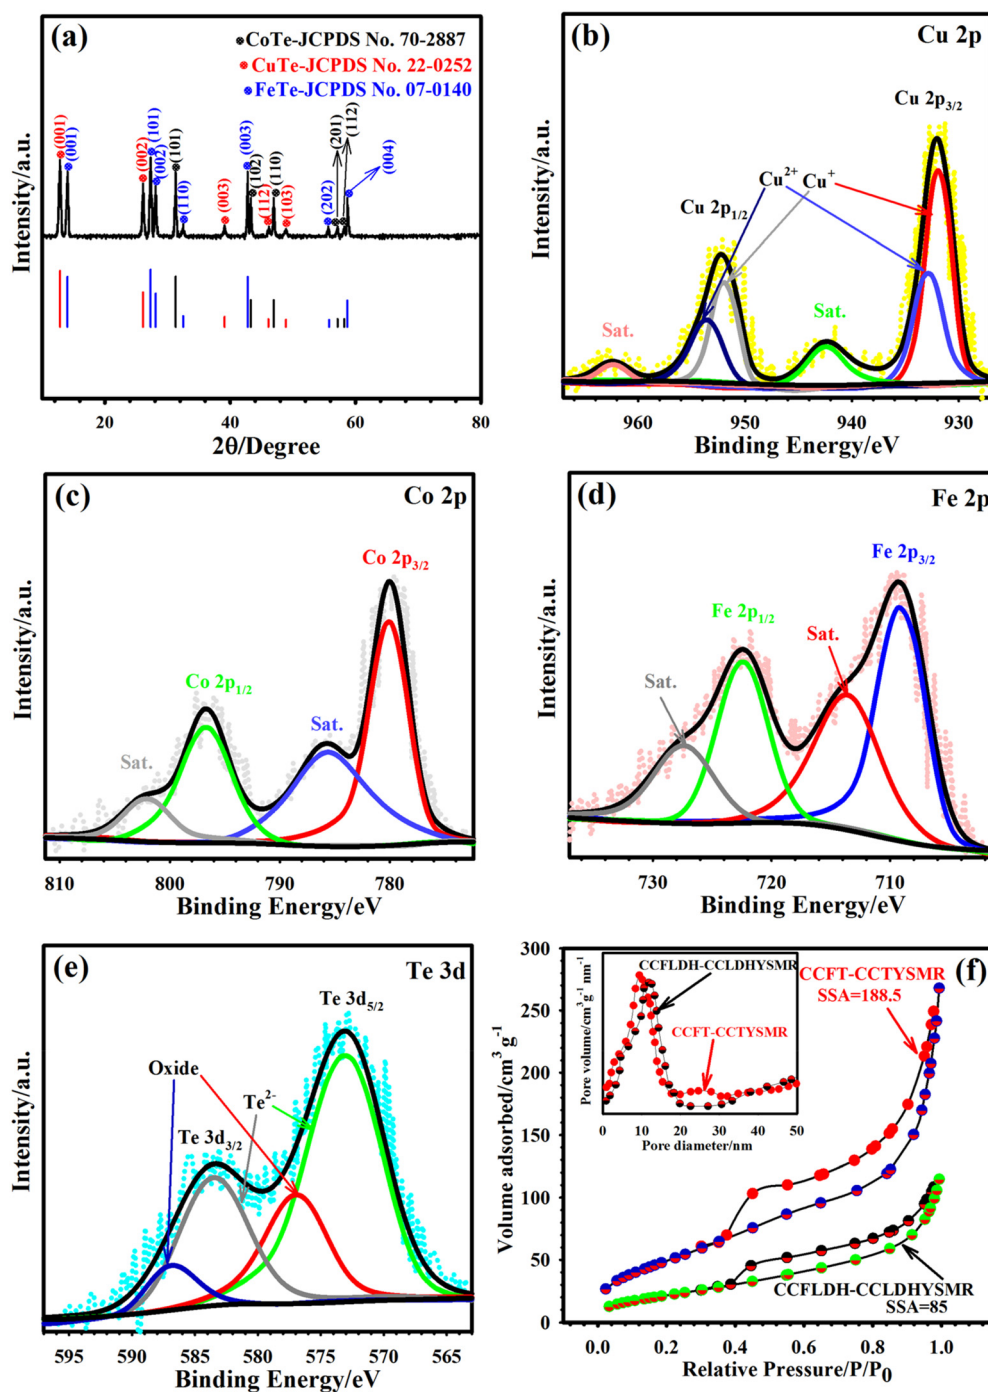 (a)
CoTe-JCPDS No. 70-2887
CuTe-JCPDS No. 22-0252
FeTe-JCPDS No. 07-0140
(001)
(001)
(002)
(101)
(002)
(110)
(101)
(003)
(003)
(102)
(112)
(110)
(103)
(202)
(201)
(112)
(004)
Intensity/a.u.
20 40 60 80
2θ/Degree
(b)
Cu 2p
Cu 2p3/2
Cu2+
Cu+
Cu 2p1/2
Sat.
Sat.
Intensity/a.u.
960 950 940 930
Binding Energy/eV
(c)
Co 2p
Co 2p3/2
Co 2p1/2
Sat.
Sat.
Intensity/a.u.
810 800 790 780
Binding Energy/eV
(d)
Fe 2p
Fe 2p3/2
Fe 2p1/2
Sat.
Sat.
Intensity/a.u.
730 720 710
Binding Energy/eV
(e)
Te 3d
Te 3d5/2
Oxide
Te2-
Te 3d3/2
Intensity/a.u.
595 590 585 580 575 570 565
Binding Energy/eV
(f)
300
250
200
150
100
50
0
Volume adsorbed/cm3 g-1
CCFT-CCTYSMR
SSA=188.5
CCFLDH-CCLDHYSMR
CCFT-CCTYSMR
Pore volume/cm3 g-1 nm-1
0 10 20 30 40 50
Pore diameter/nm
CCFLDH-CCLDHYSMR
SSA=85
0.0 0.2 0.4 0.6 0.8 1.0
Relative Pressure/P/P0